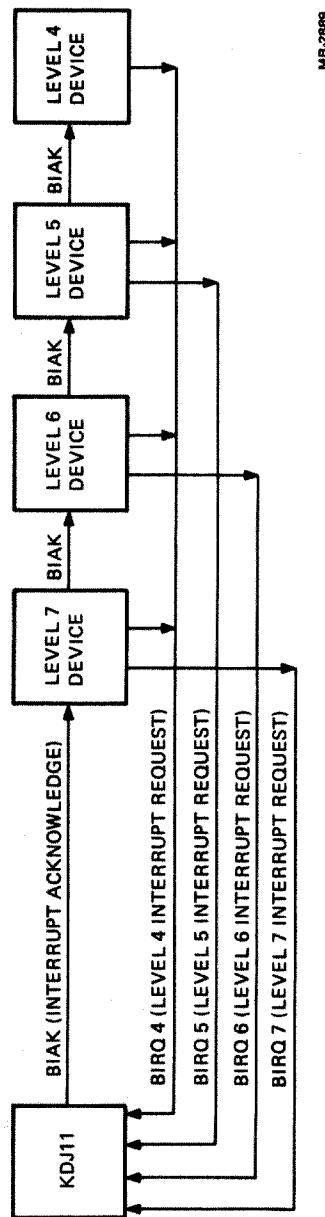 KDJ11
BIAK (INTERRUPT ACKNOWLEDGE)
LEVEL 7
DEVICE
BIAK
LEVEL 6
DEVICE
BIAK
LEVEL 5
DEVICE
BIAK
LEVEL 4
DEVICE
BIRQ 4 (LEVEL 4 INTERRUPT REQUEST)
BIRQ 5 (LEVEL 5 INTERRUPT REQUEST)
BIRQ 6 (LEVEL 6 INTERRUPT REQUEST)
BIRQ 7 (LEVEL 7 INTERRUPT REQUEST)
MR-2889